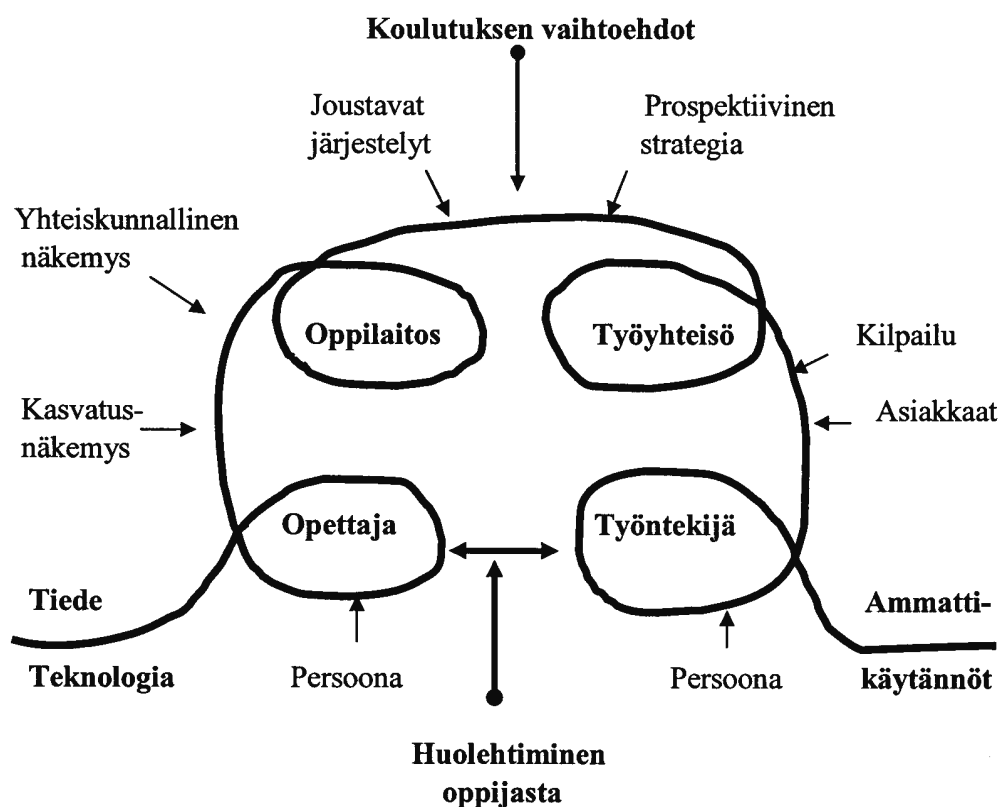 Koulutuksen vaihtoehdot
Joustavat
järjestelyt
Prospektiivinen
strategia
Yhteiskunnallinen
näkemys
Oppilaitos
Työyhteisö
Kilpailu
Kasvatus-
näkemys
Asiakkaat
Opettaja
Työntekijä
Tiede
Teknologia
Persoona
Persoona
Ammatti-
käytännöt
Huolehtiminen
oppijasta